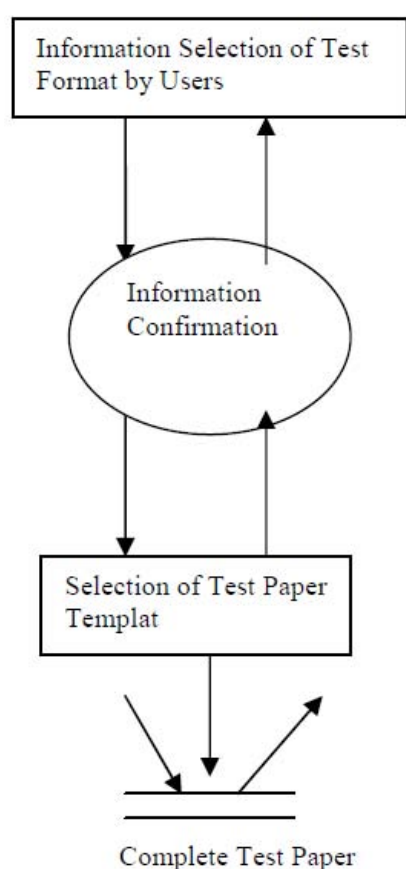 Information Selection of Test
Format by Users
Information
Confirmation
Selection of Test Paper
Templat
Complete Test Paper